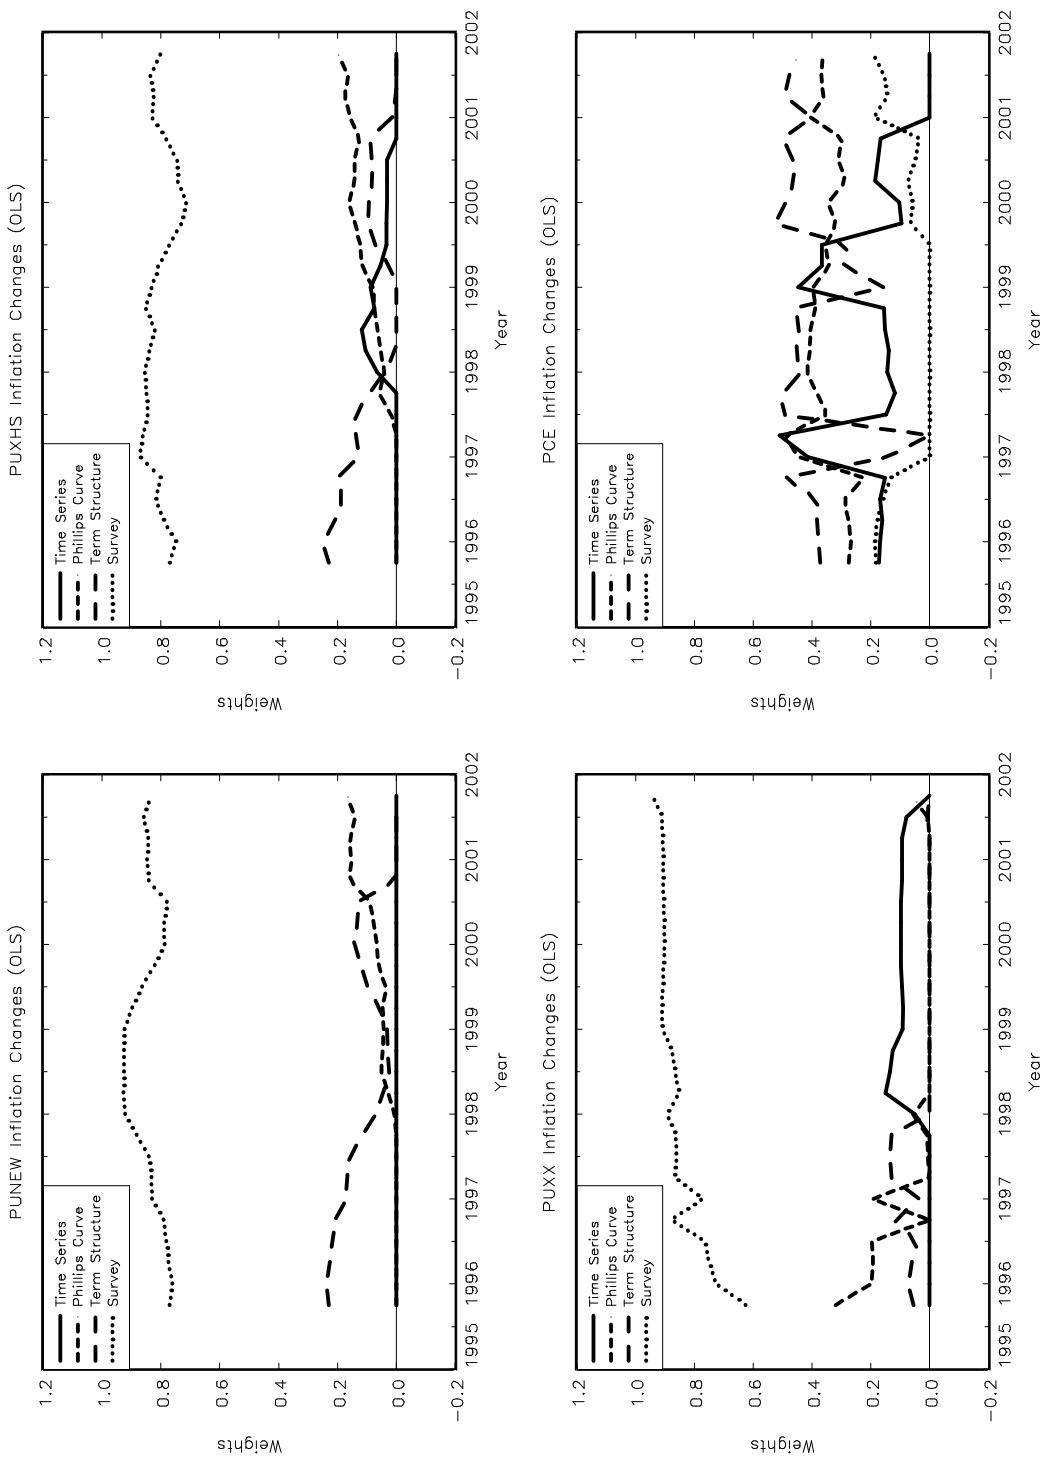 PUNEW Inflation Changes (OLS)
Time Series
Phillips Curve
Term Structure
Survey
Weights
1.2
1.0
0.8
0.6
0.4
0.2
0.0
−0.2
1995
1996
1997
1998
1999
2000
2001
2002
Year
PUXHS Inflation Changes (OLS)
Time Series
Phillips Curve
Term Structure
Survey
Weights
1.2
1.0
0.8
0.6
0.4
0.2
0.0
−0.2
1995
1996
1997
1998
1999
2000
2001
2002
Year
PUXX Inflation Changes (OLS)
Time Series
Phillips Curve
Term Structure
Survey
Weights
1.2
1.0
0.8
0.6
0.4
0.2
0.0
−0.2
1995
1996
1997
1998
1999
2000
2001
2002
Year
PCE Inflation Changes (OLS)
Time Series
Phillips Curve
Term Structure
Survey
Weights
1.2
1.0
0.8
0.6
0.4
0.2
0.0
−0.2
1995
1996
1997
1998
1999
2000
2001
2002
Year